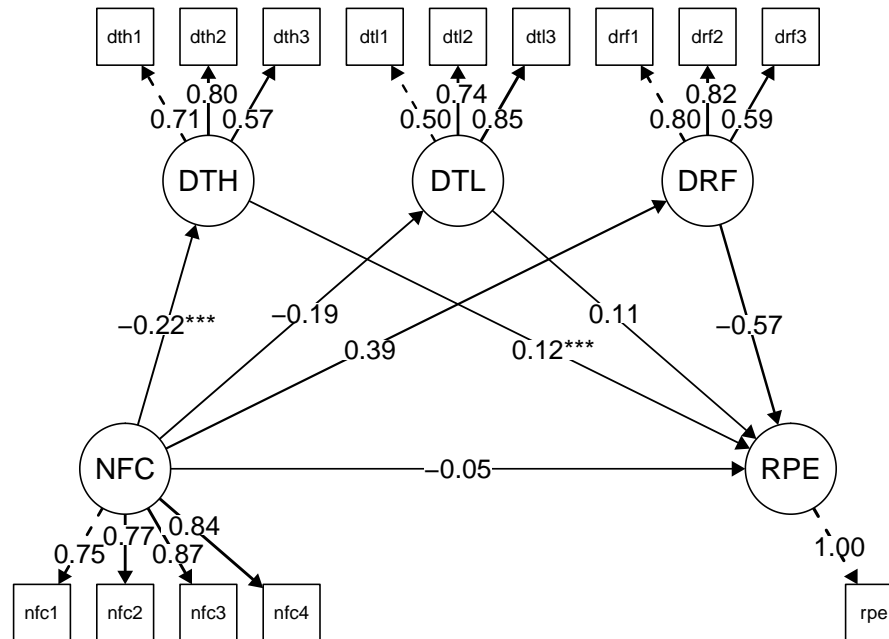 dth1 dth2 dth3 dtl1 dtl2 dtl3 drf1 drf2 drf3
0.71 0.80 0.57 0.50 0.74 0.85 0.80 0.82 0.59
DTH DTL DRF
−0.22*** −0.19 0.39 0.12*** 0.11 −0.57
NFC −0.05 RPE
0.75 0.77 0.87 0.84 1.00
nfc1 nfc2 nfc3 nfc4 rpe